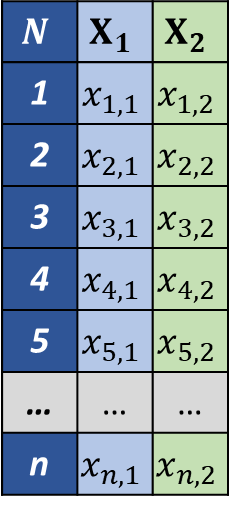 N X₁ X₂
1 x₁,₁ x₁,₂
2 x₂,₁ x₂,₂
3 x₃,₁ x₃,₂
4 x₄,₁ x₄,₂
5 x₅,₁ x₅,₂
... ... ...
n xₙ,₁ xₙ,₂